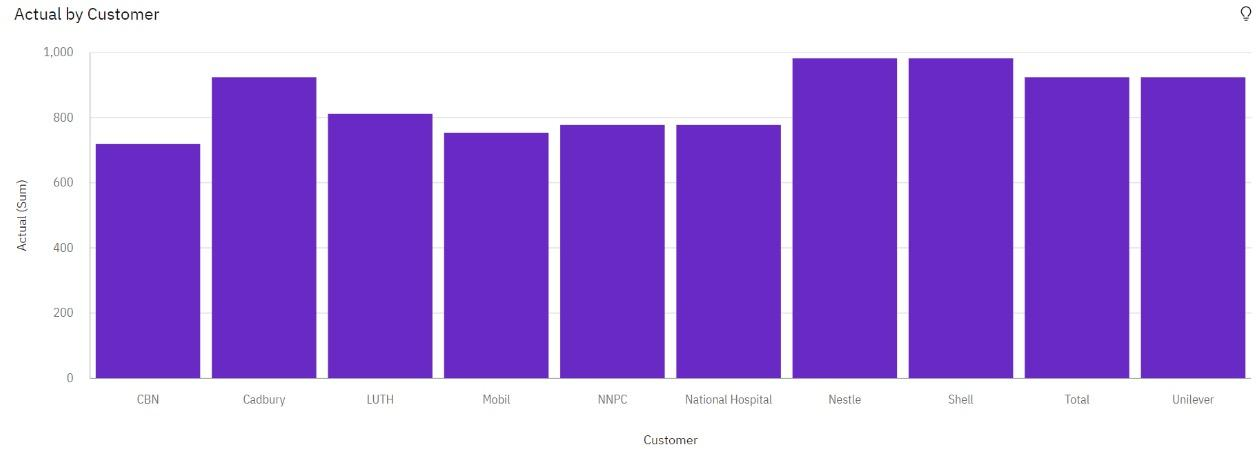 Actual by Customer
1,000
800
600
400
200
0
Actual (Sum)
CBN Cadbury LUTH Mobil NNPC National Hospital Nestle Shell Total Unilever
Customer